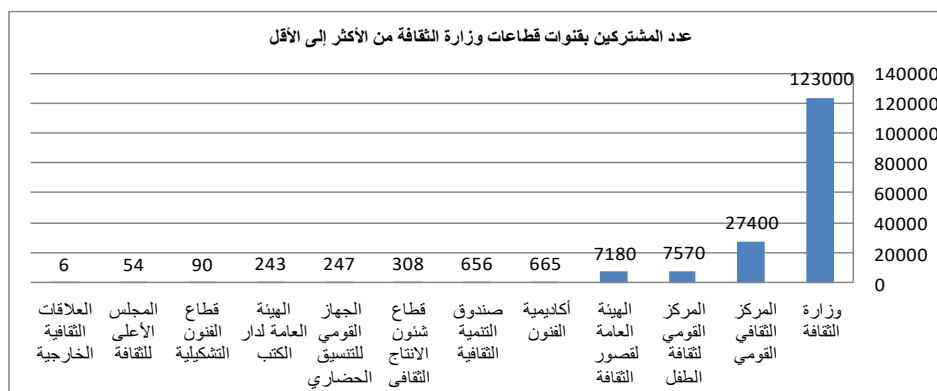 عدد المشتركين بقنوات قطاعات وزارة الثقافة من الأكثر إلى الأقل
140000
120000
100000
80000
60000
40000
20000
0
123000
27400
7570
7180
665
656
308
247
243
90
54
6
وزارة
الثقافة
المركز
الثقافي
القومي
المركز
القومي
لثقافة
الطفل
الهيئة
العامة
لقصور
الثقافة
أكاديمية
الفنون
صندوق
التنمية
الثقافية
قطاع
شئون
الانتاج
الثقافي
الجهاز
القومي
للتنسيق
الحضاري
الهيئة
العامة لدار
الكتب
قطاع
الفنون
التشكيلية
المجلس
الأعلى
للثقافة
العلاقات
الثقافية
الخارجية